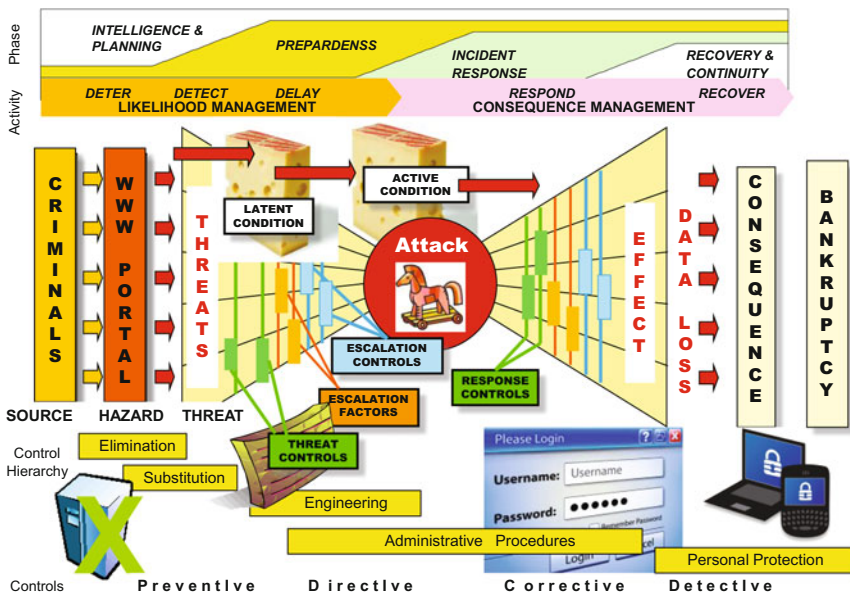 Phase
INTELLIGENCE &
PLANNING
PREPARDENSS
INCIDENT
RESPONSE
RECOVERY &
CONTINUITY
Activity
DETER DETECT DELAY
LIKELIHOOD MANAGEMENT
RESPOND RECOVER
CONSEQUENCE MANAGEMENT
CRIMINALS
WWW PORTAL
THREATS
LATENT
CONDITION
ACTIVE
CONDITION
Attack
EFFECT
DATA LOSS
CONSEQUENCE
BANKRUPTCY
ESCALATION
CONTROLS
ESCALATION
FACTORS
THREAT
CONTROLS
RESPONSE
CONTROLS
SOURCE HAZARD THREAT
Control
Hierarchy
Elimination
Substitution
Engineering
Administrative Procedures
Personal Protection
Please Login
Username: Username
Password:
Remember Password
Login
Controls PreventIve DirectIve Corrective DetectIve